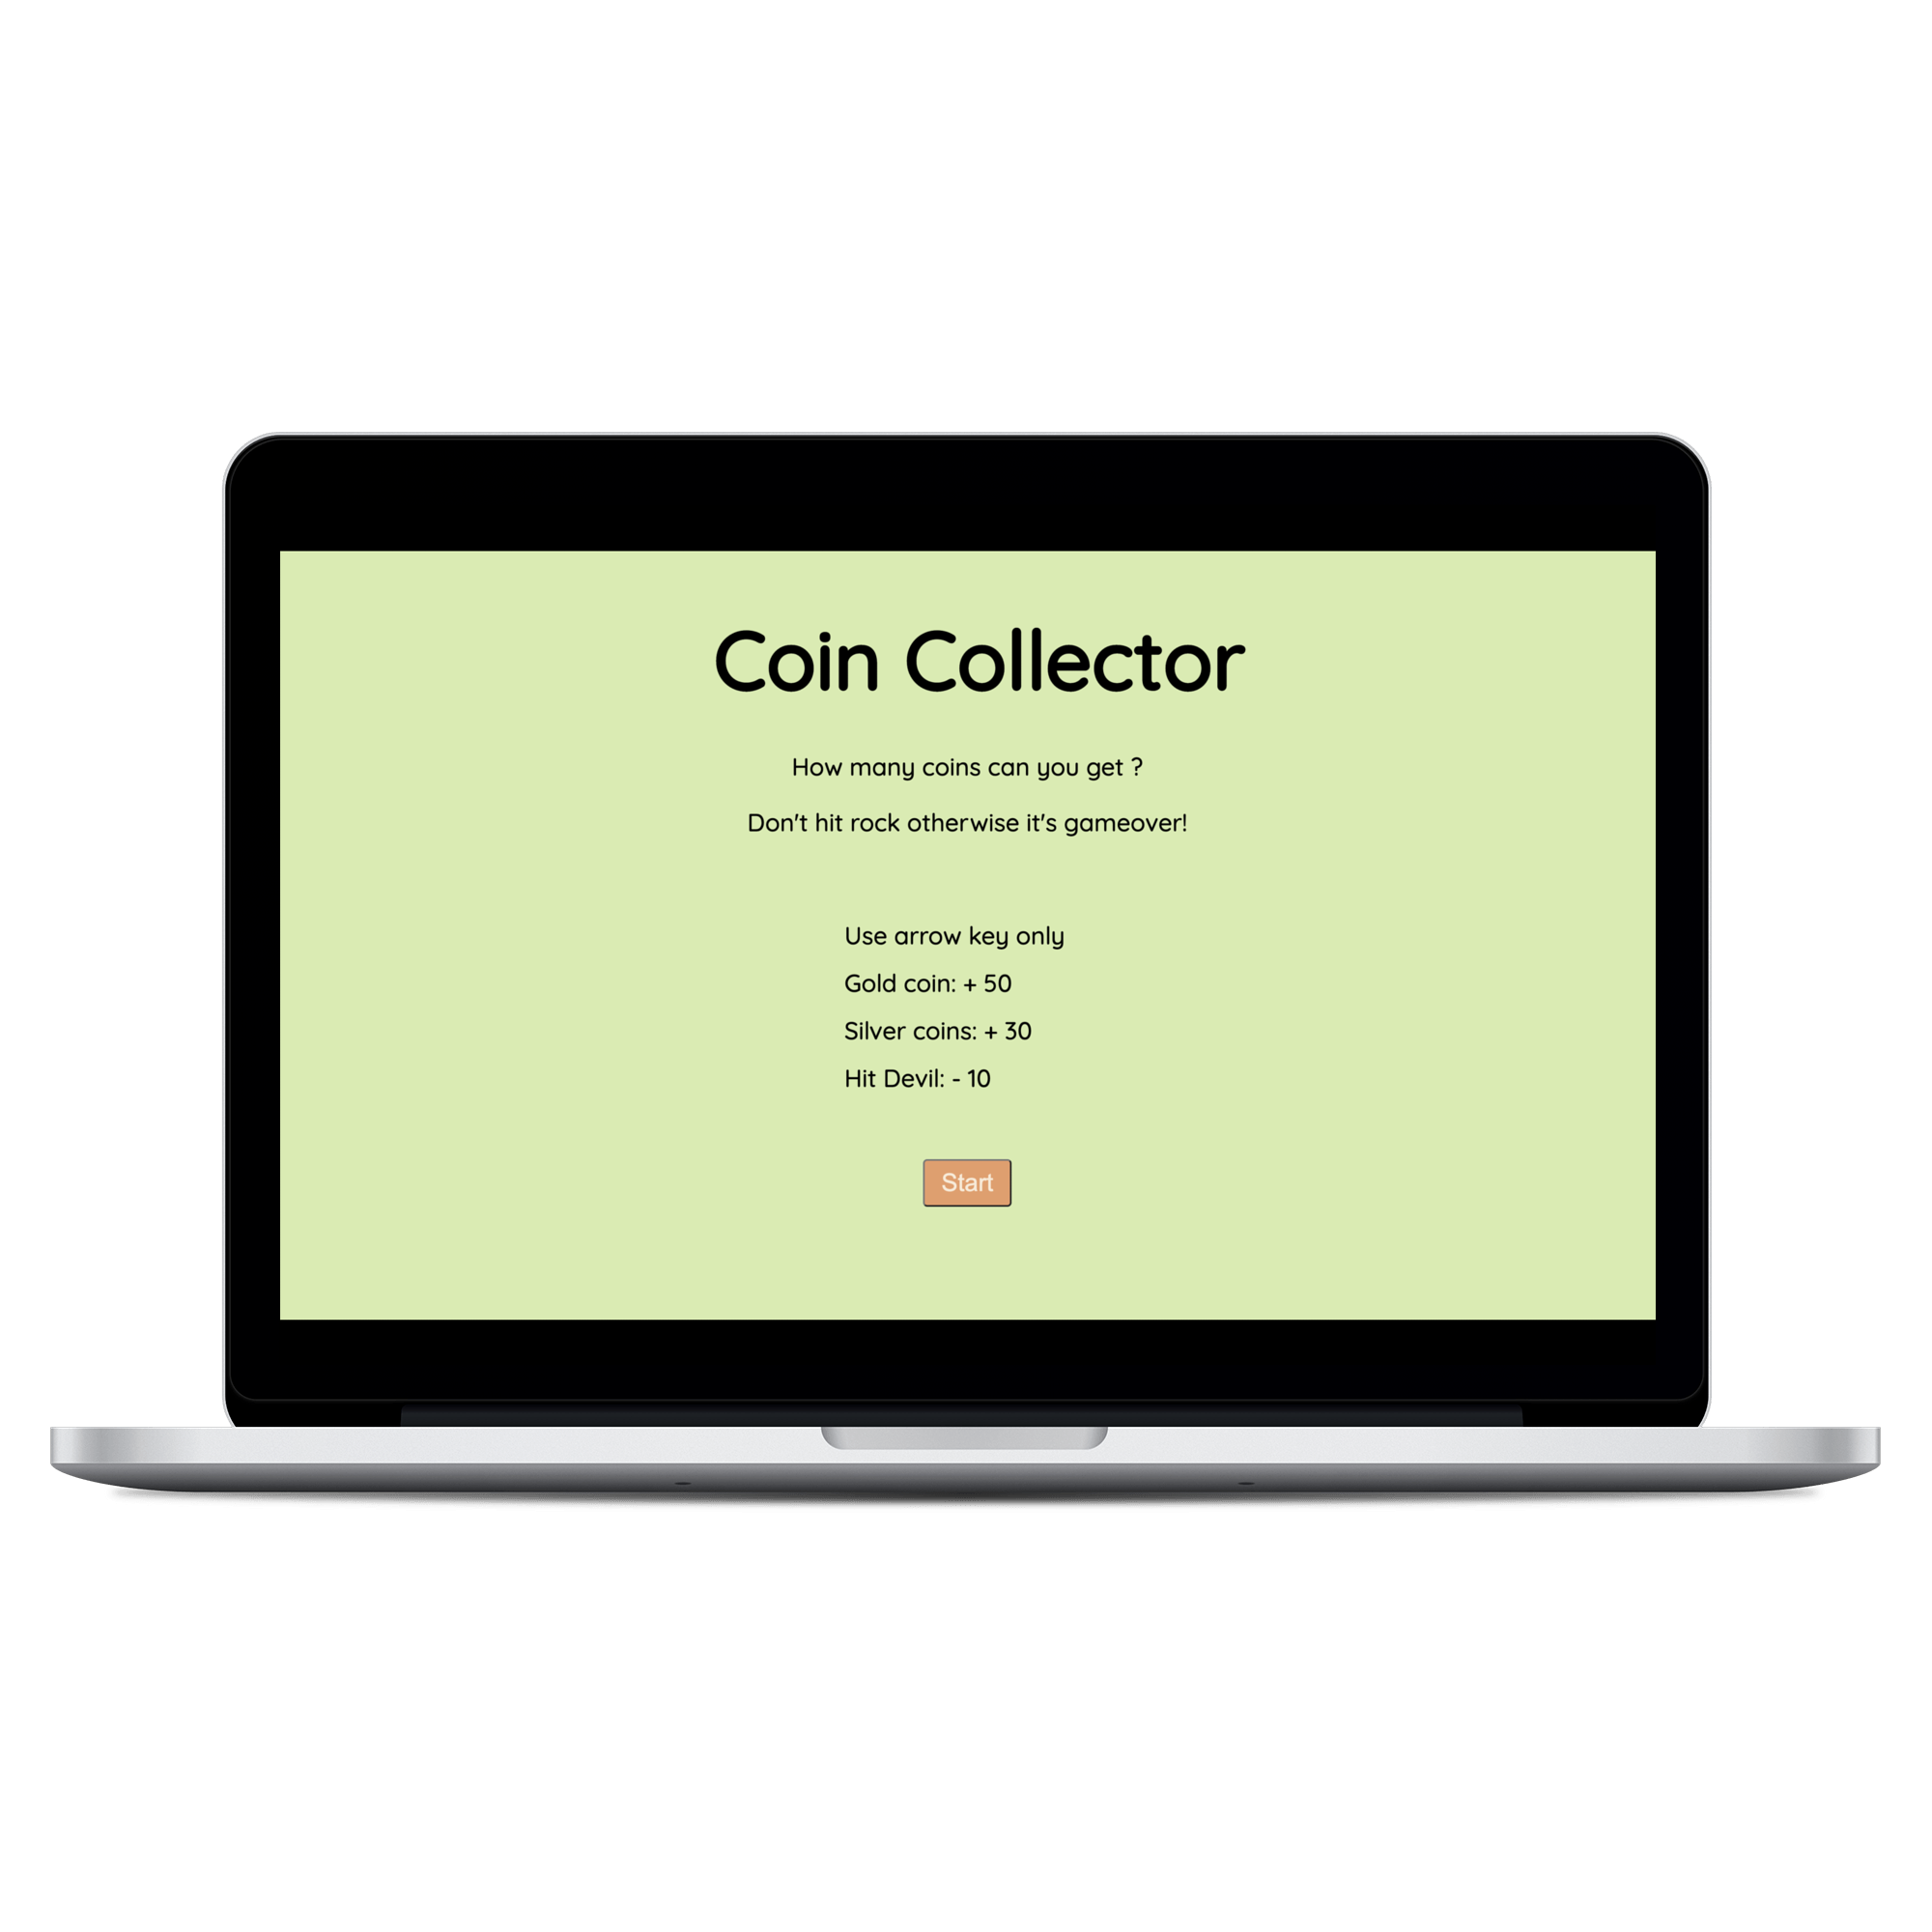 Coin Collector
How many coins can you get ?
Don't hit rock otherwise it's gameover!
Use arrow key only
Gold coin: + 50
Silver coins: + 30
Hit Devil: - 10
Start